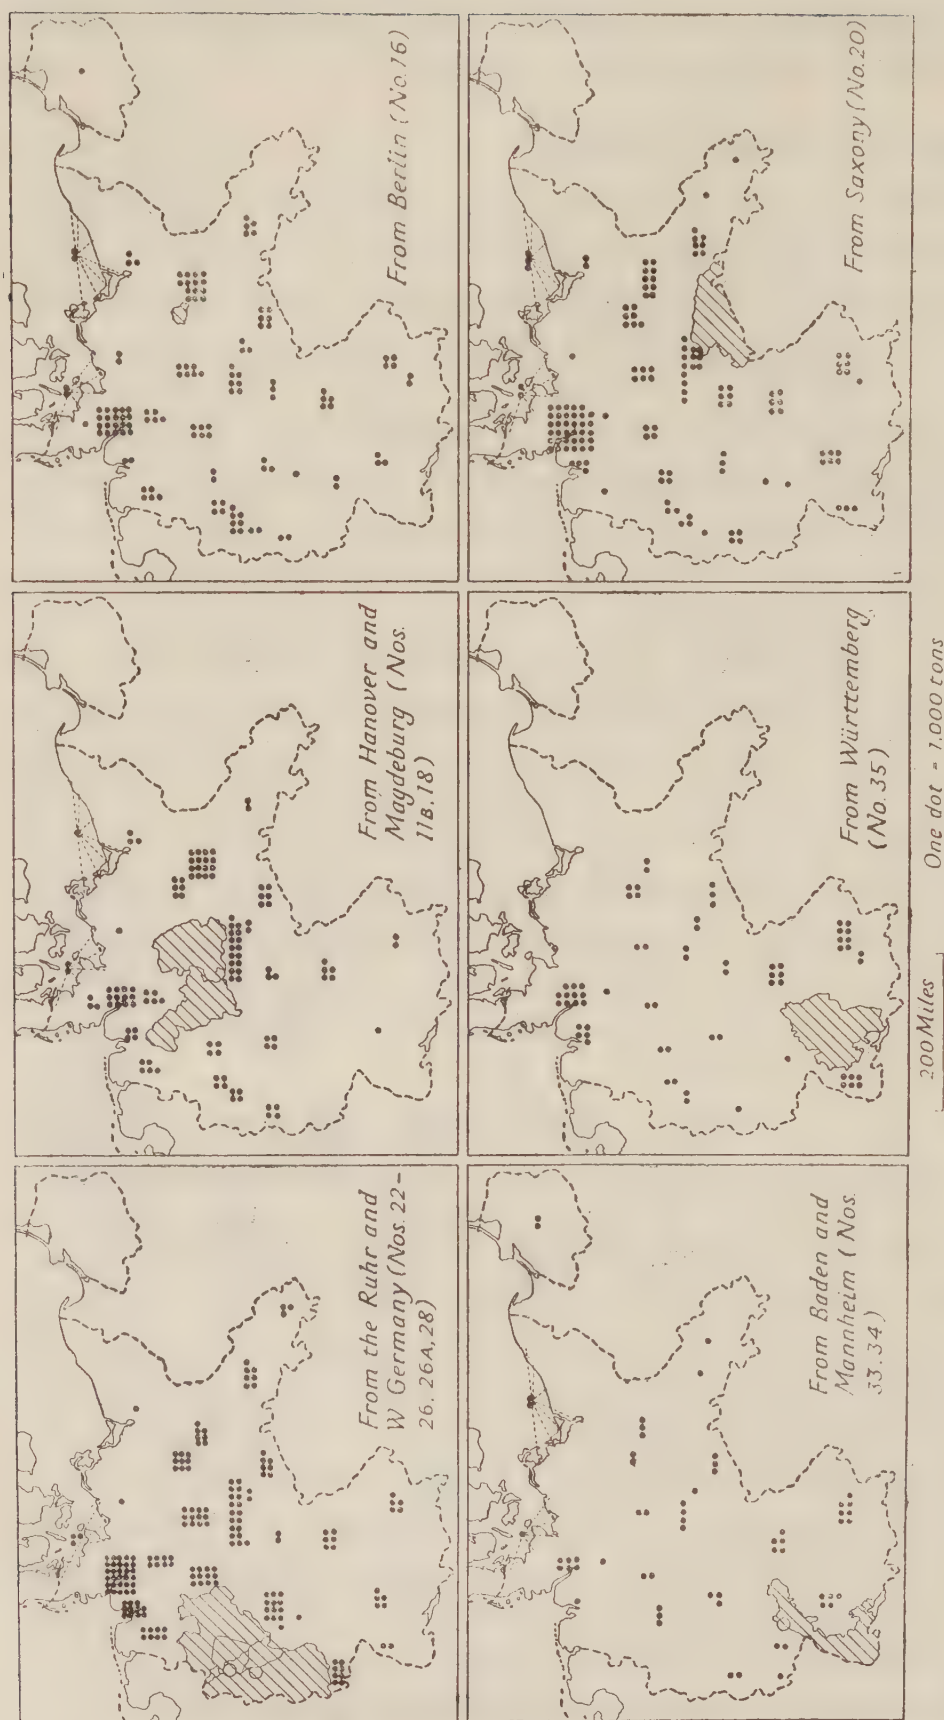 From the Ruhr and
W Germany (Nos. 22–
26. 26A, 28)
From Hanover and
Magdeburg (Nos.
11B. 18)
From Berlin (No. 16)
From Baden and
Mannheim (Nos.
33. 34)
From Württemberg
(No. 35)
From Saxony (No. 20)
200 Miles
One dot = 1.000 tons